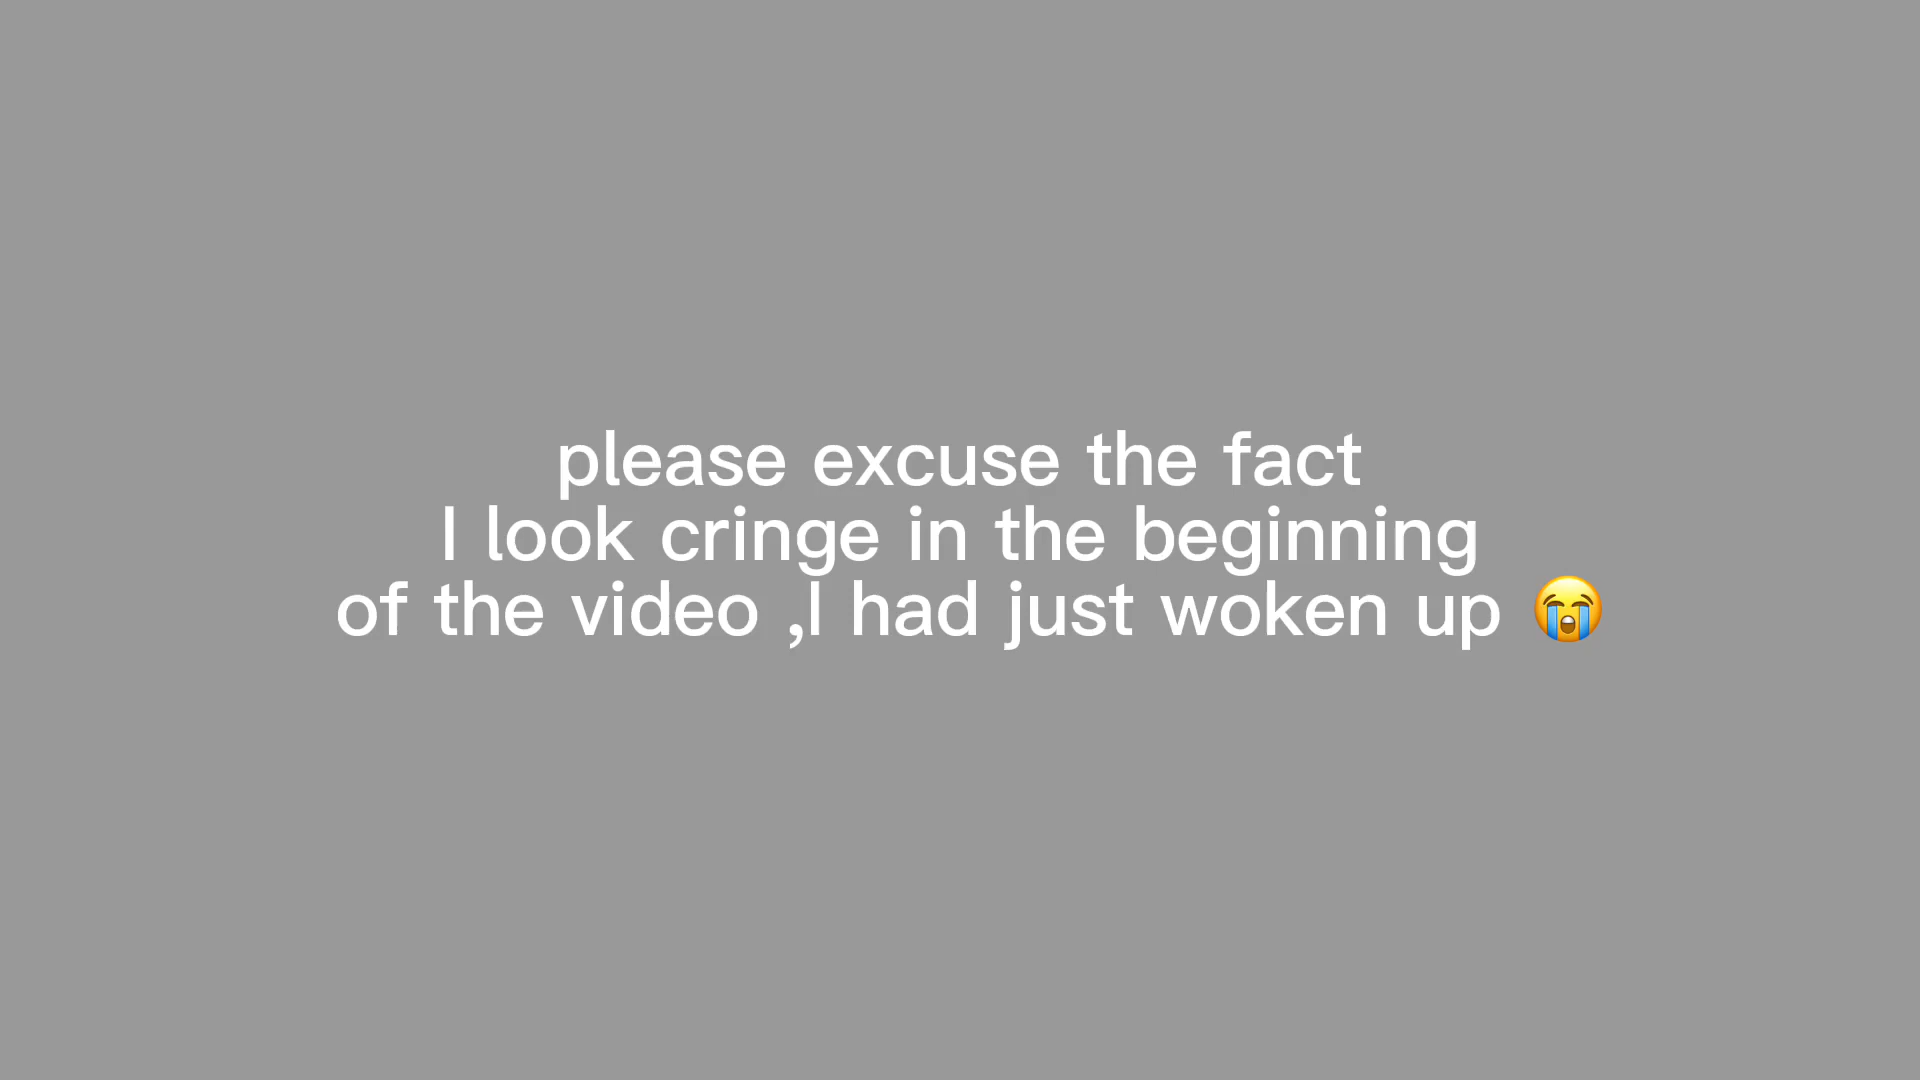 please excuse the fact
I look cringe in the beginning
of the video ,I had just woken up 😭